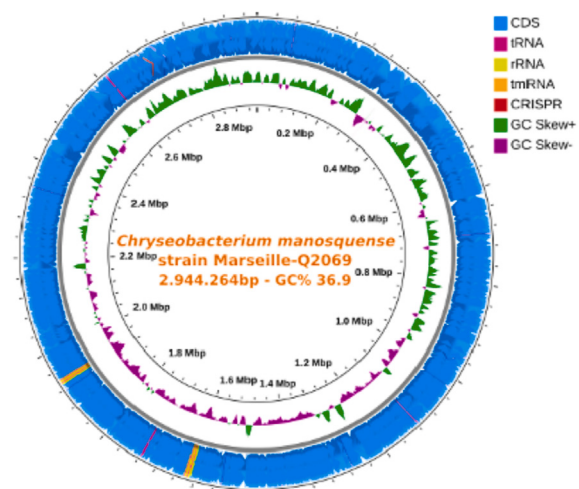 CDS
tRNA
rRNA
tmRNA
CRISPR
GC Skew+
GC Skew-
2.8 Mbp
0.2 Mbp
2.6 Mbp
0.4 Mbp
2.4 Mbp
0.6 Mbp
Chryseobacterium manosquense
2.2 Mbp
strain Marseille-Q2069
0.8 Mbp
2.944.264bp - GC% 36.9
2.0 Mbp
1.0 Mbp
1.8 Mbp
1.2 Mbp
1.6 Mbp
1.4 Mbp